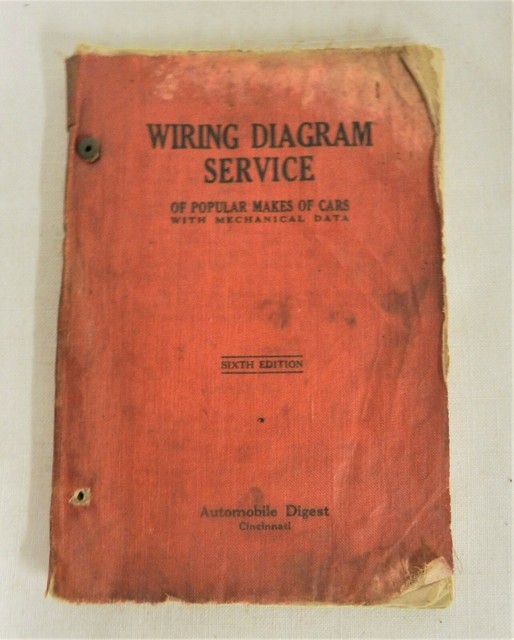 WIRING DIAGRAM
SERVICE
OF POPULAR MAKES OF CARS
WITH MECHANICAL DATA
SIXTH EDITION
Automobile Digest
Cincinnati